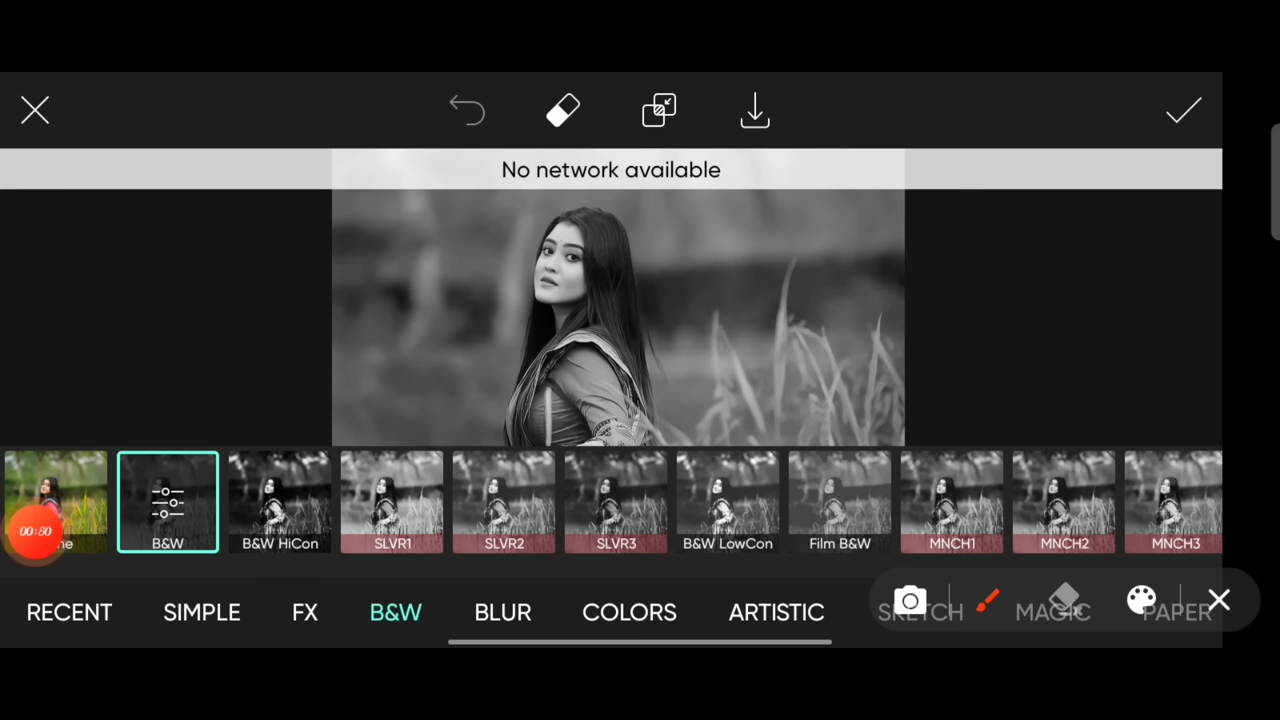 No network available
ne
00:50
B&W
B&W HiCon
SLVR1
SLVR2
SLVR3
B&W LowCon
Film B&W
MNCH1
MNCH2
MNCH3
RECENT
SIMPLE
FX
B&W
BLUR
COLORS
ARTISTIC
SKETCH
MAGIC
PAPER